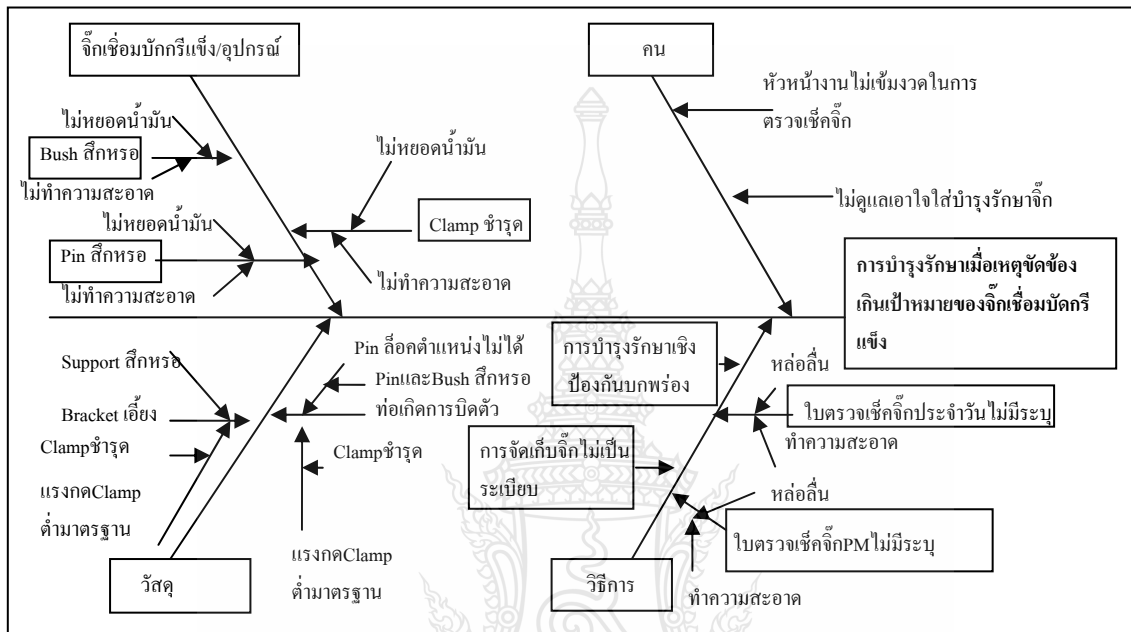 จิ๊กเชื่อมบักกรีแข็ง/อุปกรณ์
คน
หัวหน้างานไม่เข้มงวดในการ
ตรวจเช็คจิ๊ก
ไม่หยอดน้ำมัน
Bush สึกหรอ
ไม่ทำความสะอาด
ไม่หยอดน้ำมัน
Clamp ชำรุด
ไม่ทำความสะอาด
ไม่หยอดน้ำมัน
Pin สึกหรอ
ไม่ทำความสะอาด
ไม่ดูแลเอาใจใส่บำรุงรักษาจิ๊ก
การบำรุงรักษาเมื่อเหตุขัดข้อง
เกินเป้าหมายของจิ๊กเชื่อมบัดกรี
แข็ง
Support สึกหรอ
Bracket เอี้ยง
Clampชำรุด
แรงกดClamp
ต่ำมาตรฐาน
วัสดุ
Pin ล็อคตำแหน่งไม่ได้
PinและBush สึกหรอ
ท่อเกิดการบิดตัว
Clampชำรุด
แรงกดClamp
ต่ำมาตรฐาน
การบำรุงรักษาเชิง
ป้องกันบกพร่อง
หล่อลื่น
ใบตรวจเช็คจิ๊กประจำวันไม่มีระบุ
ทำความสะอาด
การจัดเก็บจิ๊กไม่เป็น
ระเบียบ
หล่อลื่น
ใบตรวจเช็คจิ๊กPMไม่มีระบุ
ทำความสะอาด
วิธีการ